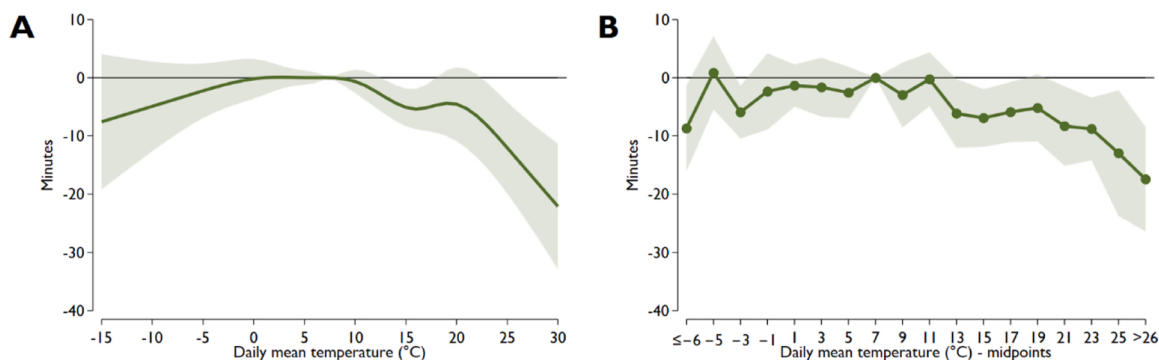 A
10
0
-10
-20
-30
-40
Minutes
-15 -10 -5 0 5 10 15 20 25 30
Daily mean temperature (°C)
B
10
0
-10
-20
-30
-40
Minutes
≤−6 −5 −3 −1 1 3 5 7 9 11 13 15 17 19 21 23 25 >26
Daily mean temperature (°C) - midpoints